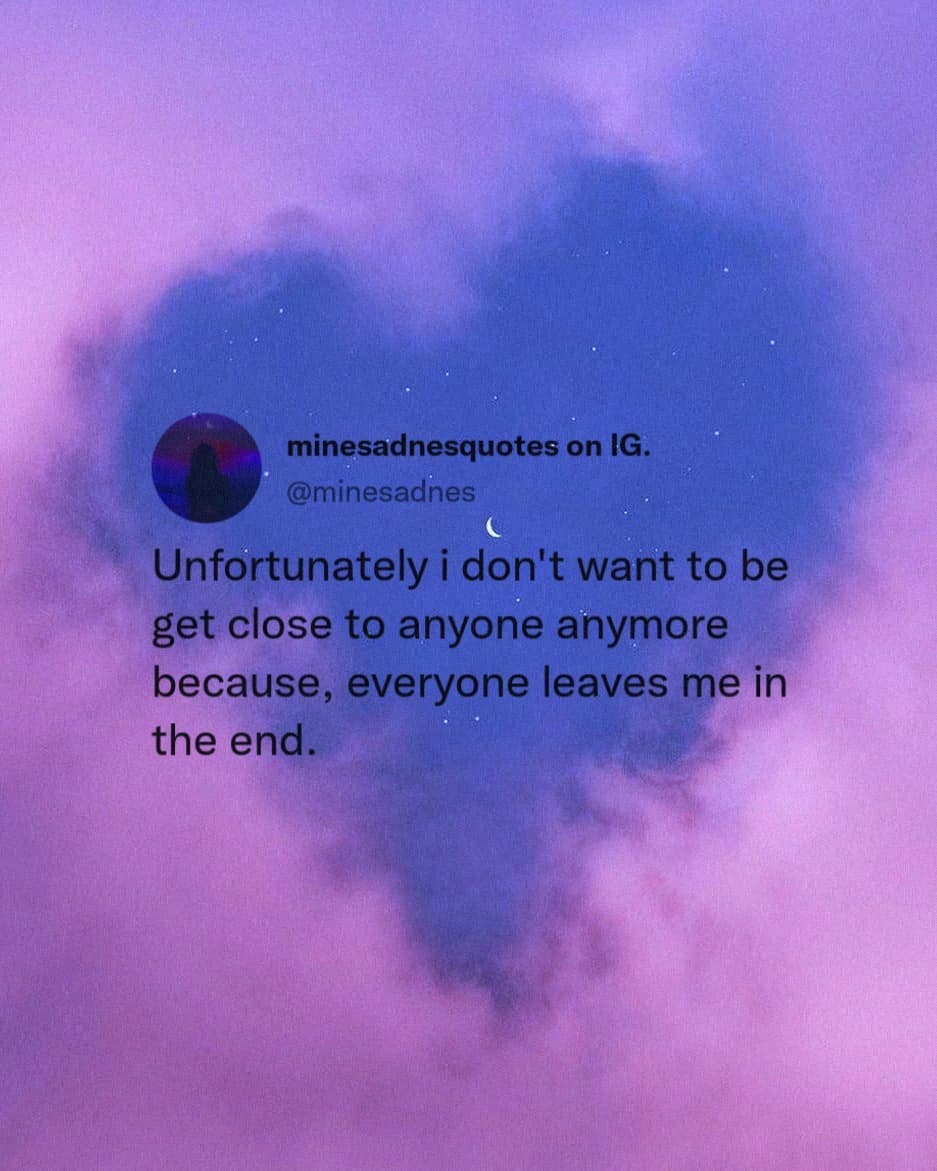 minesadnesquotes on IG.
@minesadnes
Unfortunately i don't want to be
get close to anyone anymore
because, everyone leaves me in
the end.